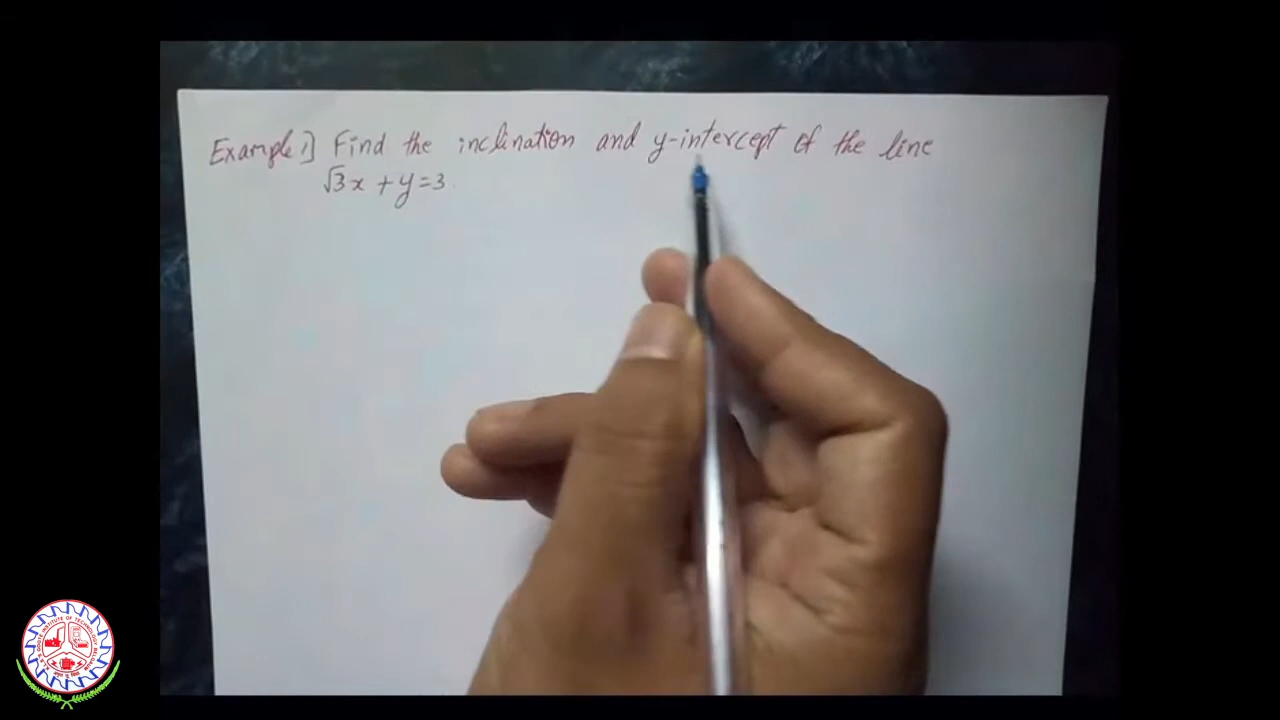 Example 1] Find the inclination and y-intercept of the line
√3x + y = 3.